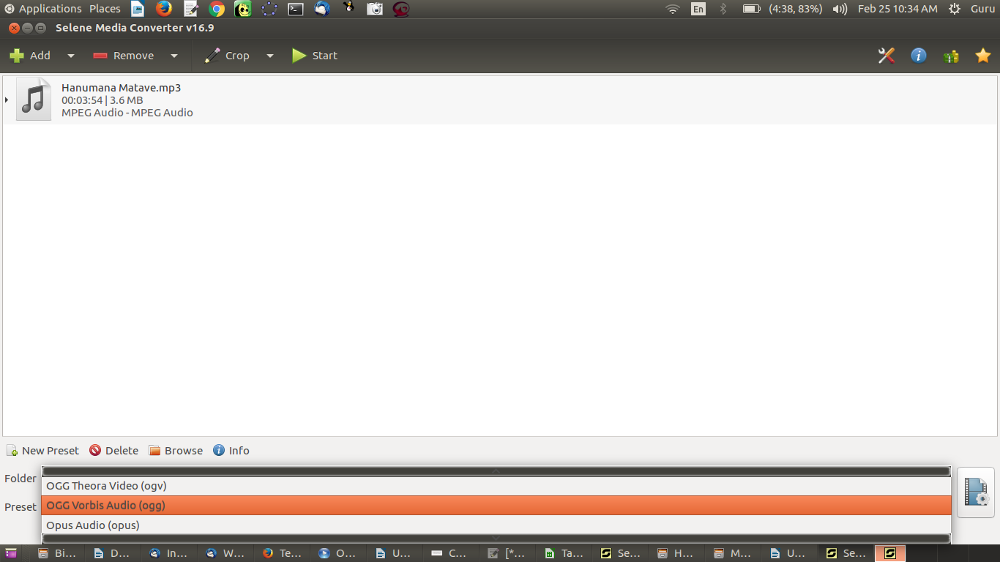 Applications Places En (4:38, 83%) Feb 25 10:34 AM Guru
Selene Media Converter v16.9
Add Remove Crop Start
Hanumana Matave.mp3
00:03:54 | 3.6 MB
MPEG Audio - MPEG Audio
New Preset Delete Browse Info
Folder
OGG Theora Video (ogv)
Preset OGG Vorbis Audio (ogg)
Opus Audio (opus)
Bi... D... In... W... Te... O... U... C... [*... Ta... Se... H... M... U... Se...